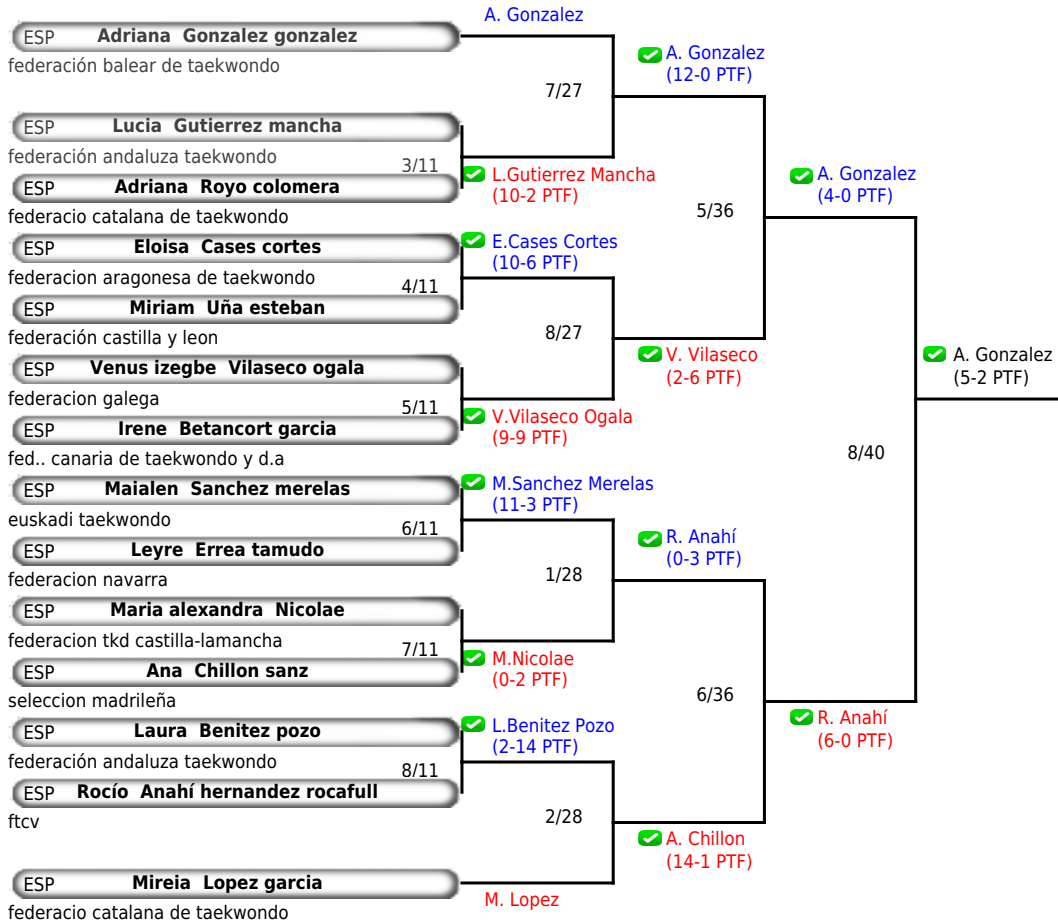 A. Gonzalez
ESP Adriana Gonzalez gonzalez
federación balear de taekwondo
A. Gonzalez
(12-0 PTF)
7/27
ESP Lucia Gutierrez mancha
federación andaluza taekwondo
3/11
L.Gutierrez Mancha
(10-2 PTF)
ESP Adriana Royo colomera
federacio catalana de taekwondo
A. Gonzalez
(4-0 PTF)
5/36
ESP Eloisa Cases cortes
E.Cases Cortes
(10-6 PTF)
federacion aragonesa de taekwondo
4/11
ESP Miriam Uña esteban
federación castilla y leon
8/27
V. Vilaseco
(2-6 PTF)
ESP Venus izegbe Vilaseco ogala
federacion galega
5/11
V.Vilaseco Ogala
(9-9 PTF)
ESP Irene Betancort garcia
fed.. canaria de taekwondo y d.a
A. Gonzalez
(5-2 PTF)
8/40
ESP Maialen Sanchez merelas
M.Sanchez Merelas
(11-3 PTF)
euskadi taekwondo
6/11
ESP Leyre Errea tamudo
federacion navarra
R. Anahí
(0-3 PTF)
1/28
ESP Maria alexandra Nicolae
federacion tkd castilla-lamancha
7/11
M.Nicolae
(0-2 PTF)
ESP Ana Chillon sanz
seleccion madrileña
6/36
R. Anahí
(6-0 PTF)
ESP Laura Benitez pozo
L.Benitez Pozo
(2-14 PTF)
federación andaluza taekwondo
8/11
ESP Rocío Anahí hernandez rocafull
ftcv
2/28
A. Chillon
(14-1 PTF)
ESP Mireia Lopez garcia
M. Lopez
federacio catalana de taekwondo